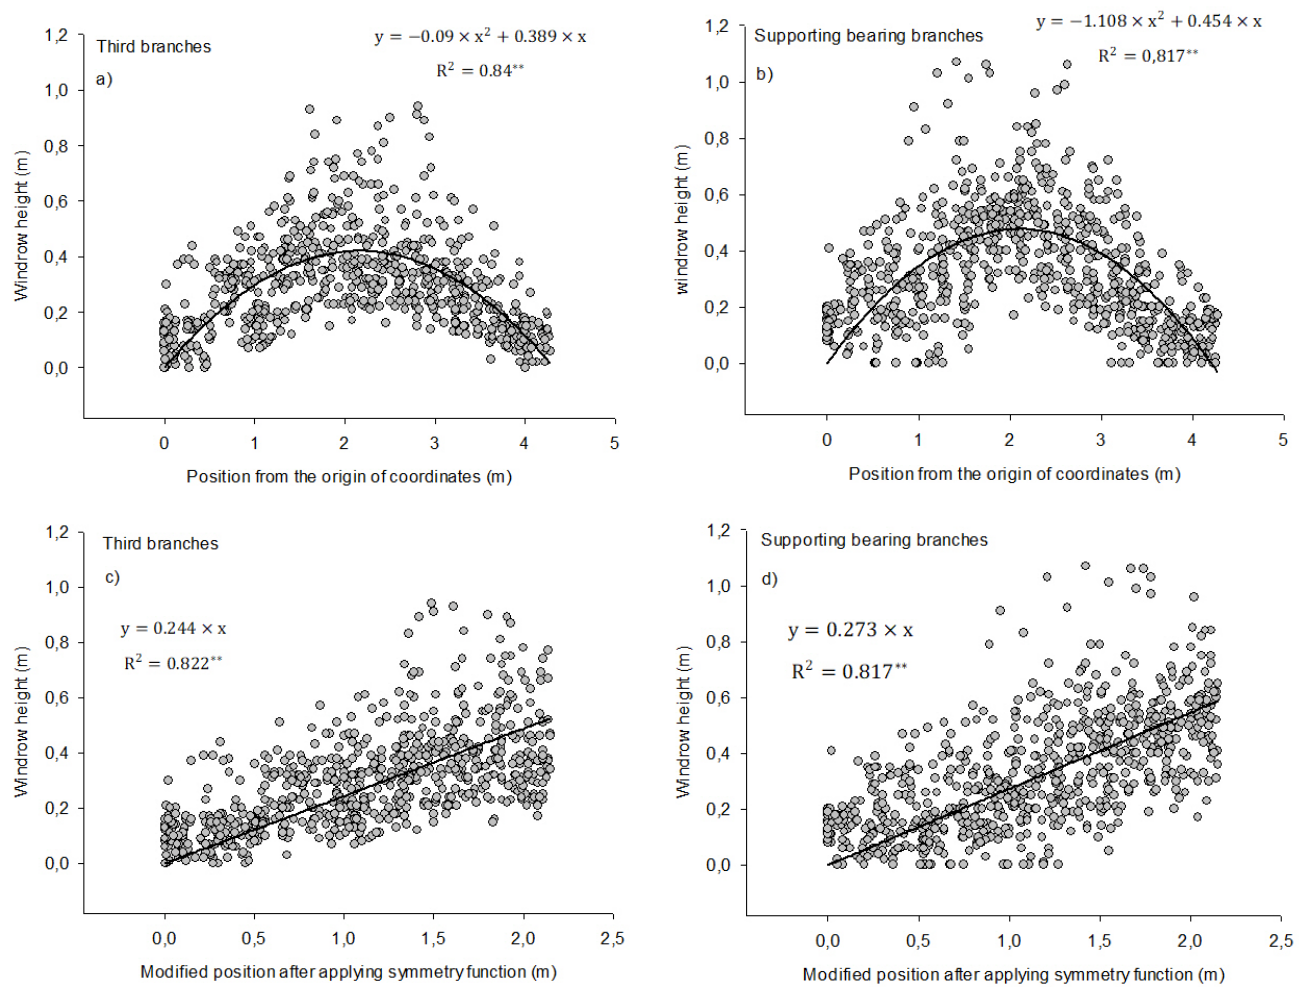 Third branches
a)
y = −0.09 × x² + 0.389 × x
R² = 0.84**
1,2
1,0
0,8
0,6
0,4
0,2
0,0
Windrow height (m)
0 1 2 3 4 5
Position from the origin of coordinates (m)
Supporting bearing branches
b)
y = −1.108 × x² + 0.454 × x
R² = 0,817**
1,2
1,0
0,8
0,6
0,4
0,2
0,0
windrow height (m)
0 1 2 3 4 5
Position from the origin of coordinates (m)
Third branches
c)
y = 0.244 × x
R² = 0.822**
1,2
1,0
0,8
0,6
0,4
0,2
0,0
Windrow height (m)
0,0 0,5 1,0 1,5 2,0 2,5
Modified position after applying symmetry function (m)
Supporting bearing branches
d)
y = 0.273 × x
R² = 0.817**
1,2
1,0
0,8
0,6
0,4
0,2
0,0
Windrow height (m)
0,0 0,5 1,0 1,5 2,0 2,5
Modified position after applying symmetry function (m)